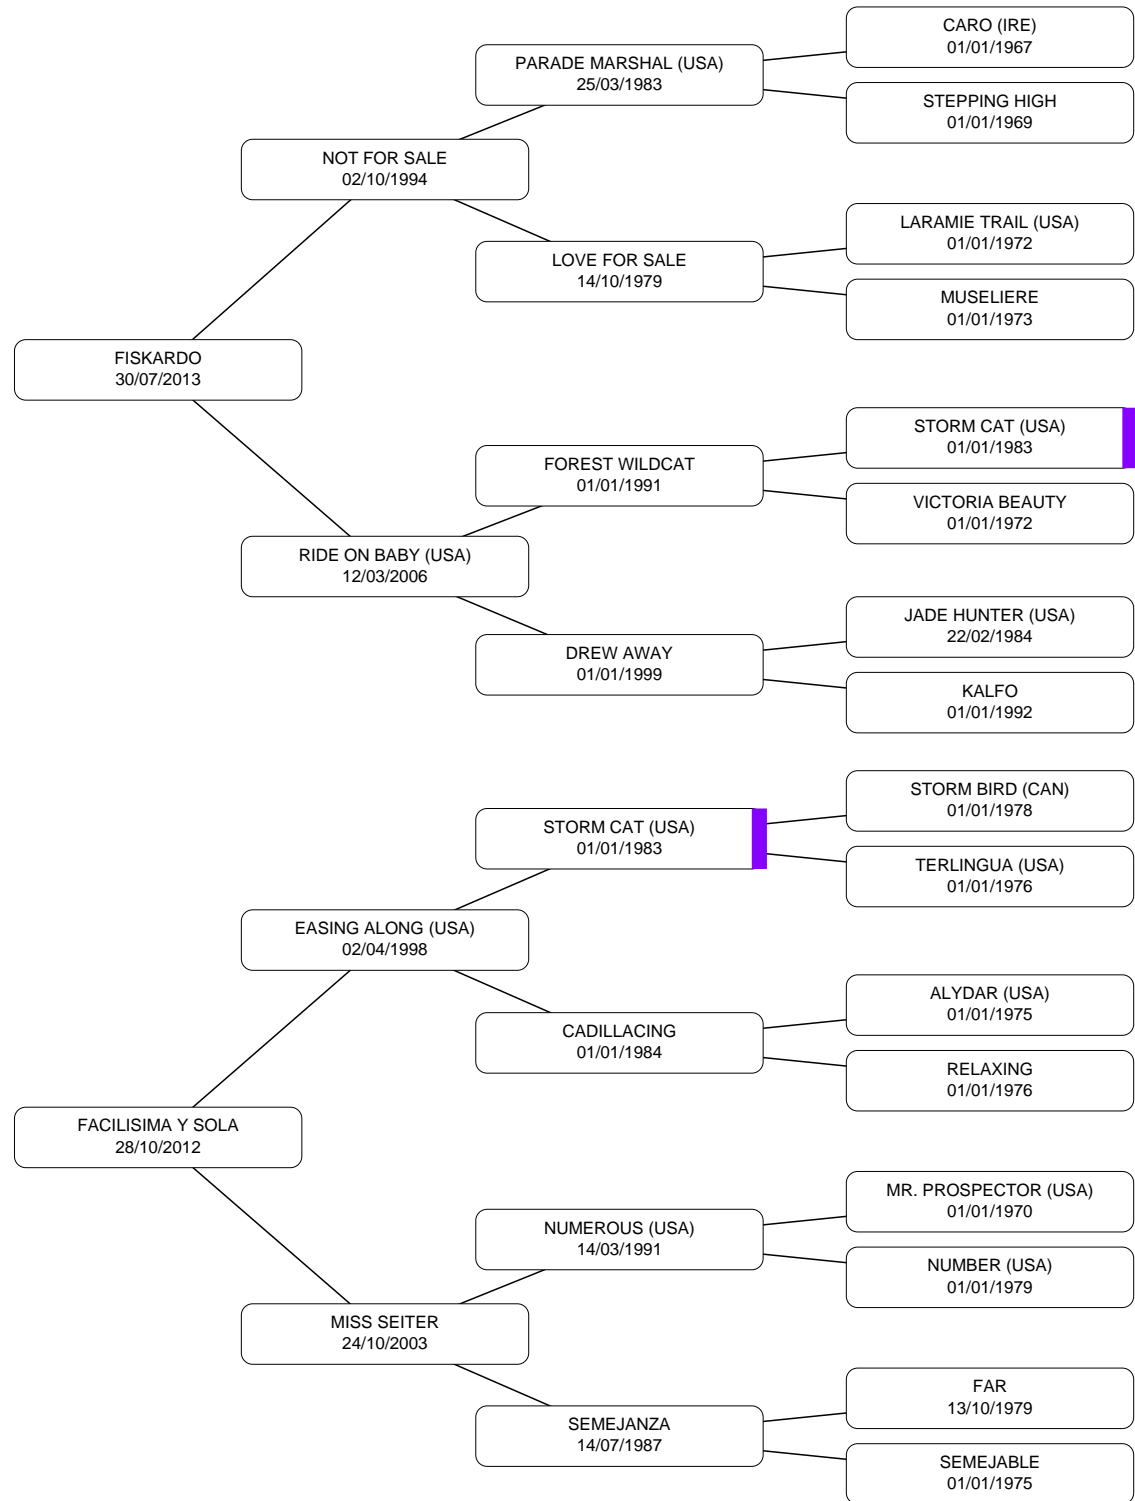 CARO (IRE)
01/01/1967
PARADE MARSHAL (USA)
25/03/1983
STEPPING HIGH
01/01/1969
NOT FOR SALE
02/10/1994
LARAMIE TRAIL (USA)
01/01/1972
LOVE FOR SALE
14/10/1979
MUSELIERE
01/01/1973
FISKARDO
30/07/2013
STORM CAT (USA)
01/01/1983
FOREST WILDCAT
01/01/1991
VICTORIA BEAUTY
01/01/1972
RIDE ON BABY (USA)
12/03/2006
JADE HUNTER (USA)
22/02/1984
DREW AWAY
01/01/1999
KALFO
01/01/1992
STORM BIRD (CAN)
01/01/1978
STORM CAT (USA)
01/01/1983
TERLINGUA (USA)
01/01/1976
EASING ALONG (USA)
02/04/1998
ALYDAR (USA)
01/01/1975
CADILLACING
01/01/1984
RELAXING
01/01/1976
FACILISIMA Y SOLA
28/10/2012
MR. PROSPECTOR (USA)
01/01/1970
NUMEROUS (USA)
14/03/1991
NUMBER (USA)
01/01/1979
MISS SEITER
24/10/2003
FAR
13/10/1979
SEMEJANZA
14/07/1987
SEMEJABLE
01/01/1975